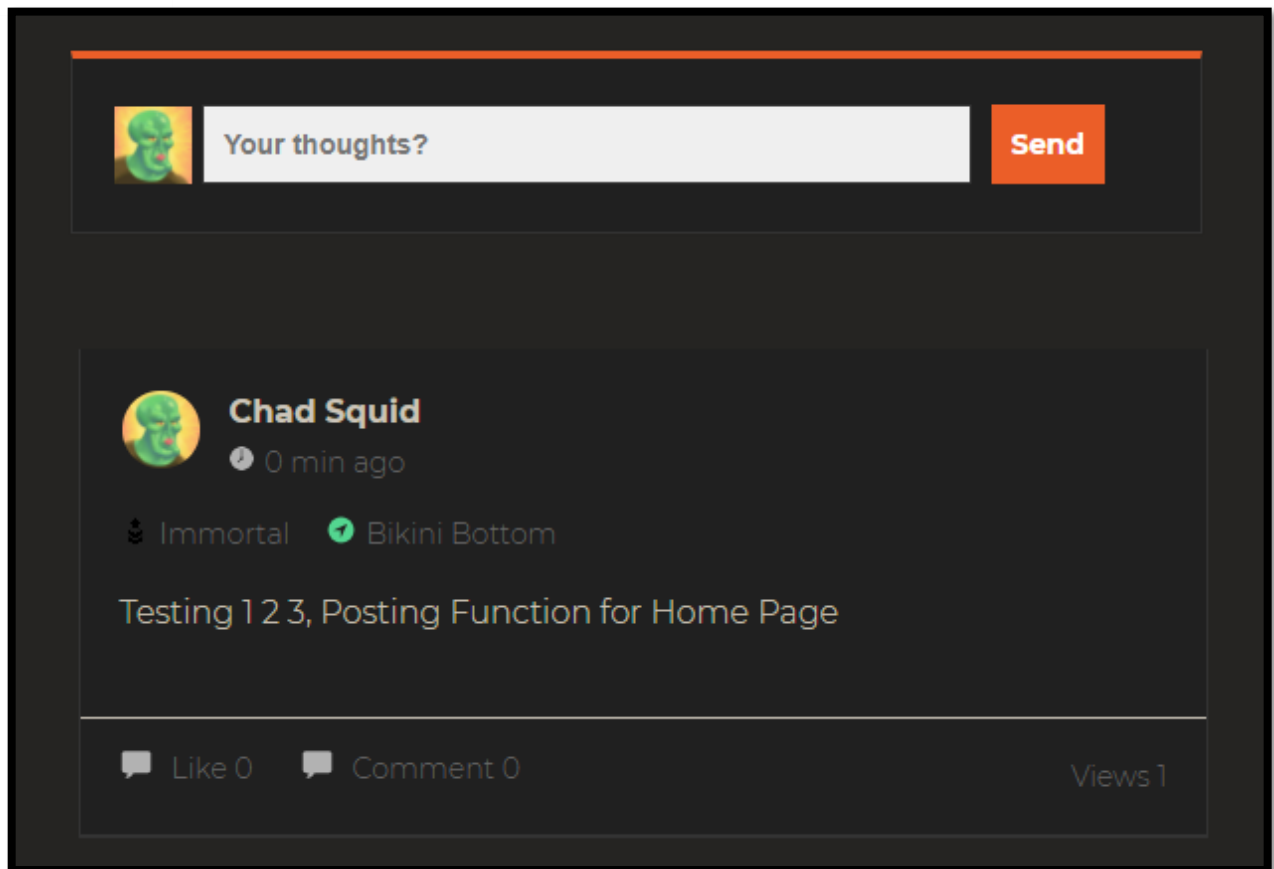 Your thoughts?
Send
Chad Squid
0 min ago
Immortal Bikini Bottom
Testing 1 2 3, Posting Function for Home Page
Like 0 Comment 0
Views 1